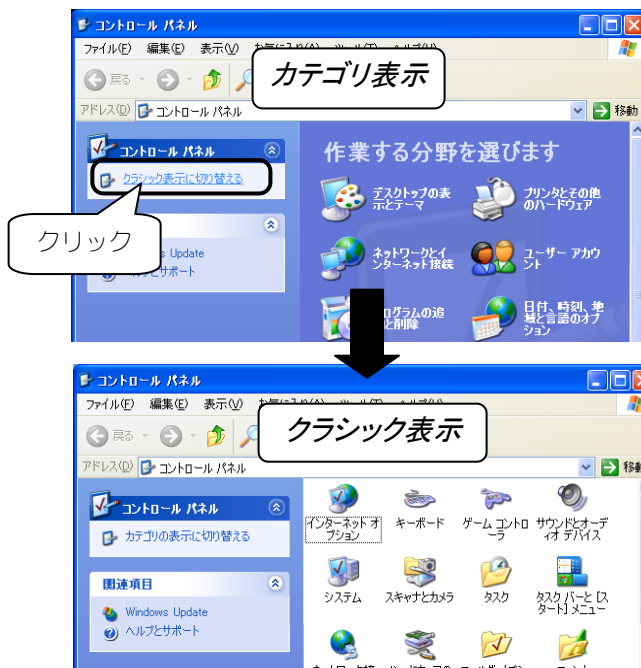 コントロール パネル
ファイル(F) 編集(E) 表示(V)
戻る
カテゴリ表示
アドレス(D) コントロール パネル 移動
コントロール パネル
クラシック表示に切り替える
クリック
Update
ヘルプとサポート
作業する分野を選びます
デスクトップの表
示とテーマ
プリンタとその他
のハードウェア
ネットワークとイ
ンターネット接続
ユーザー アカウ
ント
プログラムの追
と削除
日付、時刻、地
域と言語のオプ
ション
コントロール パネル
ファイル(F) 編集(E) 表示(V)
戻る
クラシック表示
アドレス(D) コントロール パネル 移動
コントロール パネル
カテゴリの表示に切り替える
関連項目
Windows Update
ヘルプとサポート
インターネット オ
プション
キーボード
ゲーム コントロ
ーラ
サウンドとオーデ
ィオ デバイス
システム
スキャナとカメラ
タスク
タスク バーと [ス
タート] メニュー